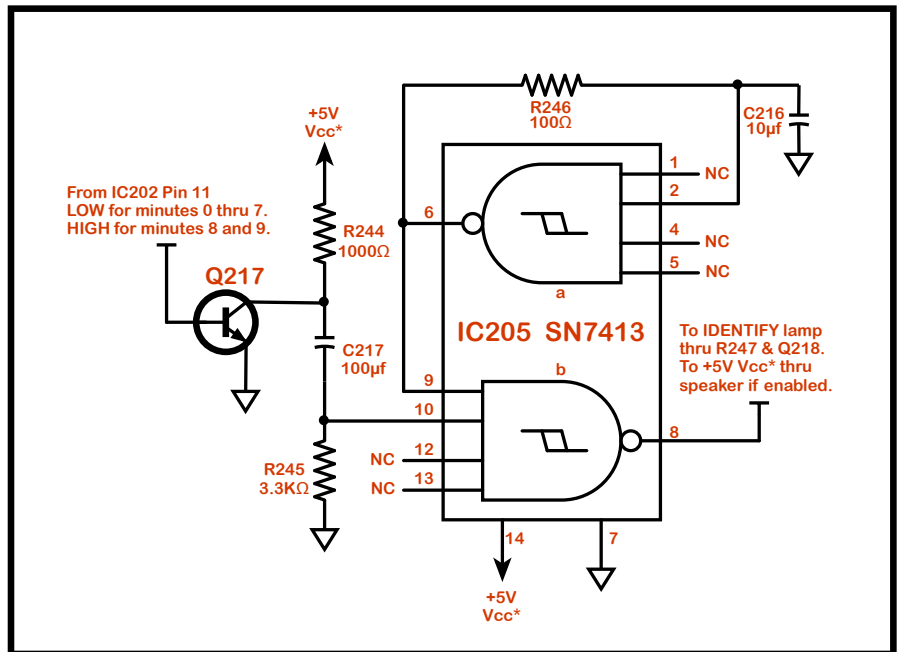 R246
100Ω
C216
10µf
+5V
Vcc*
1
NC
2
From IC202 Pin 11
LOW for minutes 0 thru 7.
HIGH for minutes 8 and 9.
6
R244
1000Ω
4
NC
5
NC
Q217
a
IC205 SN7413
To IDENTIFY lamp
thru R247 & Q218.
To +5V Vcc* thru
speaker if enabled.
C217
100µf
b
9
10
8
R245
3.3KΩ
NC
12
NC
13
14
7
+5V
Vcc*